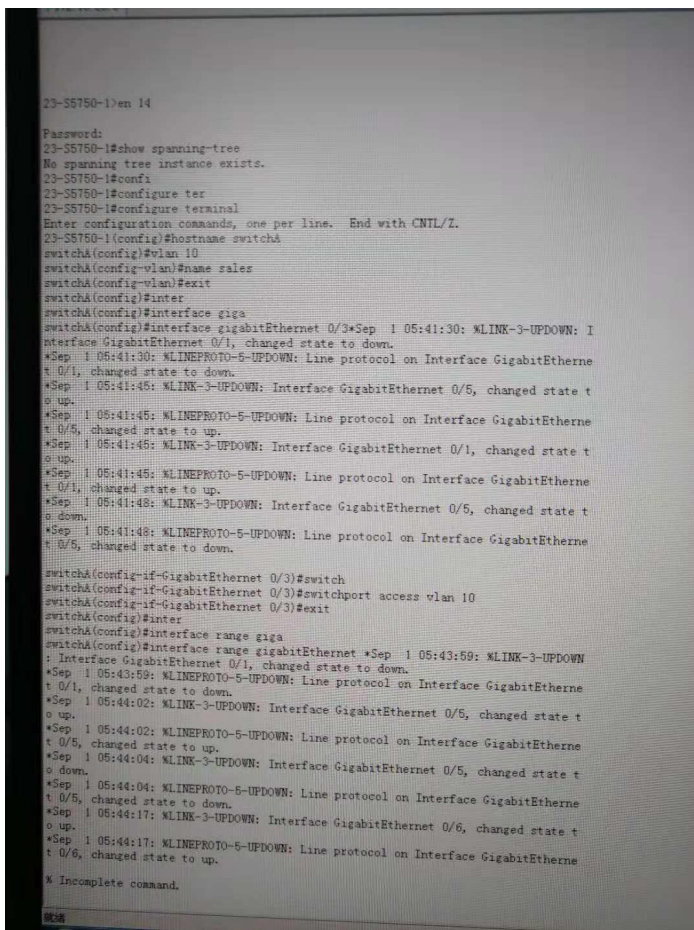 23-S5750-1>en 14
Password:
23-S5750-1#show spanning-tree
No spanning tree instance exists.
23-S5750-1#confi
23-S5750-1#configure ter
23-S5750-1#configure terminal
Enter configuration commands, one per line.  End with CNTL/Z.
23-S5750-1(config)#hostname switchA
switchA(config)#vlan 10
switchA(config-vlan)#name sales
switchA(config-vlan)#exit
switchA(config)#inter
switchA(config)#interface giga
switchA(config)#interface gigabitEthernet 0/3*Sep  1 05:41:30: %LINK-3-UPDOWN: I
nterface GigabitEthernet 0/1, changed state to down.
*Sep  1 05:41:30: %LINEPROTO-5-UPDOWN: Line protocol on Interface GigabitEtherne
t 0/1, changed state to down.
*Sep  1 05:41:45: %LINK-3-UPDOWN: Interface GigabitEthernet 0/5, changed state t
o up.
*Sep  1 05:41:45: %LINEPROTO-5-UPDOWN: Line protocol on Interface GigabitEtherne
t 0/5, changed state to up.
*Sep  1 05:41:45: %LINK-3-UPDOWN: Interface GigabitEthernet 0/1, changed state t
o up.
*Sep  1 05:41:45: %LINEPROTO-5-UPDOWN: Line protocol on Interface GigabitEtherne
t 0/1, changed state to up.
*Sep  1 05:41:48: %LINK-3-UPDOWN: Interface GigabitEthernet 0/5, changed state t
o down.
*Sep  1 05:41:48: %LINEPROTO-5-UPDOWN: Line protocol on Interface GigabitEtherne
t 0/5, changed state to down.
switchA(config-if-GigabitEthernet 0/3)#switch
switchA(config-if-GigabitEthernet 0/3)#switchport access vlan 10
switchA(config-if-GigabitEthernet 0/3)#exit
switchA(config)#inter
switchA(config)#interface range giga
switchA(config)#interface range gigabitEthernet *Sep  1 05:43:59: %LINK-3-UPDOWN
: Interface GigabitEthernet 0/1, changed state to down.
*Sep  1 05:43:59: %LINEPROTO-5-UPDOWN: Line protocol on Interface GigabitEtherne
t 0/1, changed state to down.
*Sep  1 05:44:02: %LINK-3-UPDOWN: Interface GigabitEthernet 0/5, changed state t
o up.
*Sep  1 05:44:02: %LINEPROTO-5-UPDOWN: Line protocol on Interface GigabitEtherne
t 0/5, changed state to up.
*Sep  1 05:44:04: %LINK-3-UPDOWN: Interface GigabitEthernet 0/5, changed state t
o down.
*Sep  1 05:44:04: %LINEPROTO-5-UPDOWN: Line protocol on Interface GigabitEtherne
t 0/5, changed state to down.
*Sep  1 05:44:17: %LINK-3-UPDOWN: Interface GigabitEthernet 0/6, changed state t
o up.
*Sep  1 05:44:17: %LINEPROTO-5-UPDOWN: Line protocol on Interface GigabitEtherne
t 0/6, changed state to up.
% Incomplete command.
就绪